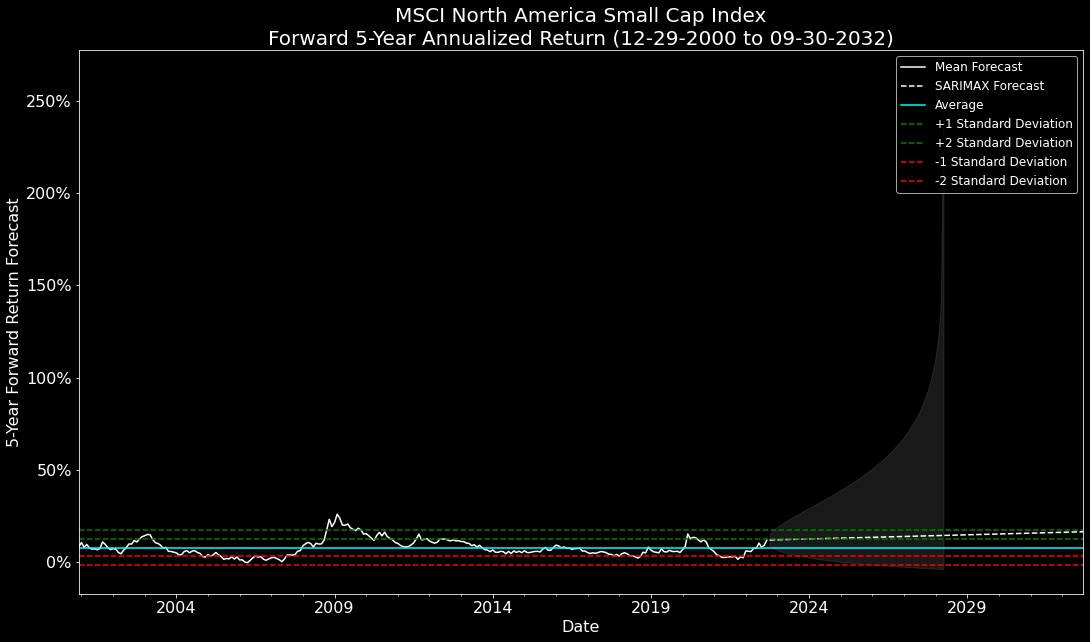 MSCI North America Small Cap Index
Forward 5-Year Annualized Return (12-29-2000 to 09-30-2032)
Mean Forecast
SARIMAX Forecast
Average
+1 Standard Deviation
+2 Standard Deviation
-1 Standard Deviation
-2 Standard Deviation
5-Year Forward Return Forecast
250%
200%
150%
100%
50%
0%
2004
2009
2014
2019
2024
2029
Date